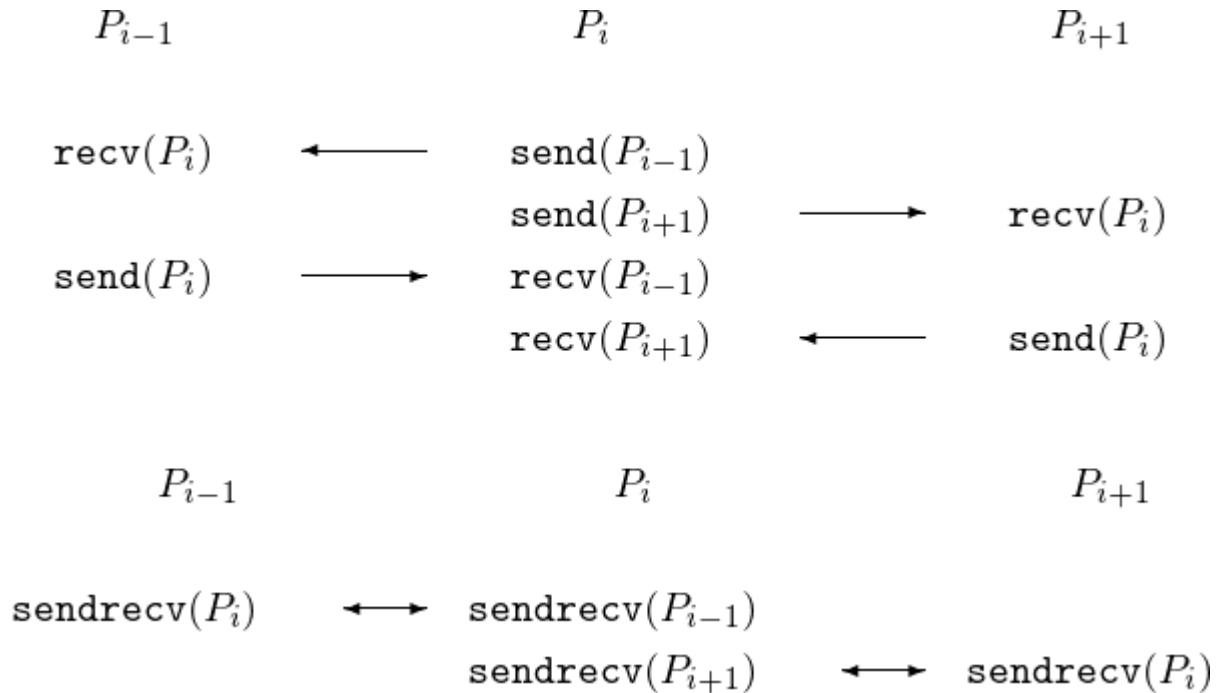 P_{i−1} P_i P_{i+1}
recv(P_i) ← send(P_{i−1})
send(P_{i+1}) → recv(P_i)
send(P_i) → recv(P_{i−1})
recv(P_{i+1}) ← send(P_i)
P_{i−1} P_i P_{i+1}
sendrecv(P_i) ↔ sendrecv(P_{i−1})
sendrecv(P_{i+1}) ↔ sendrecv(P_i)